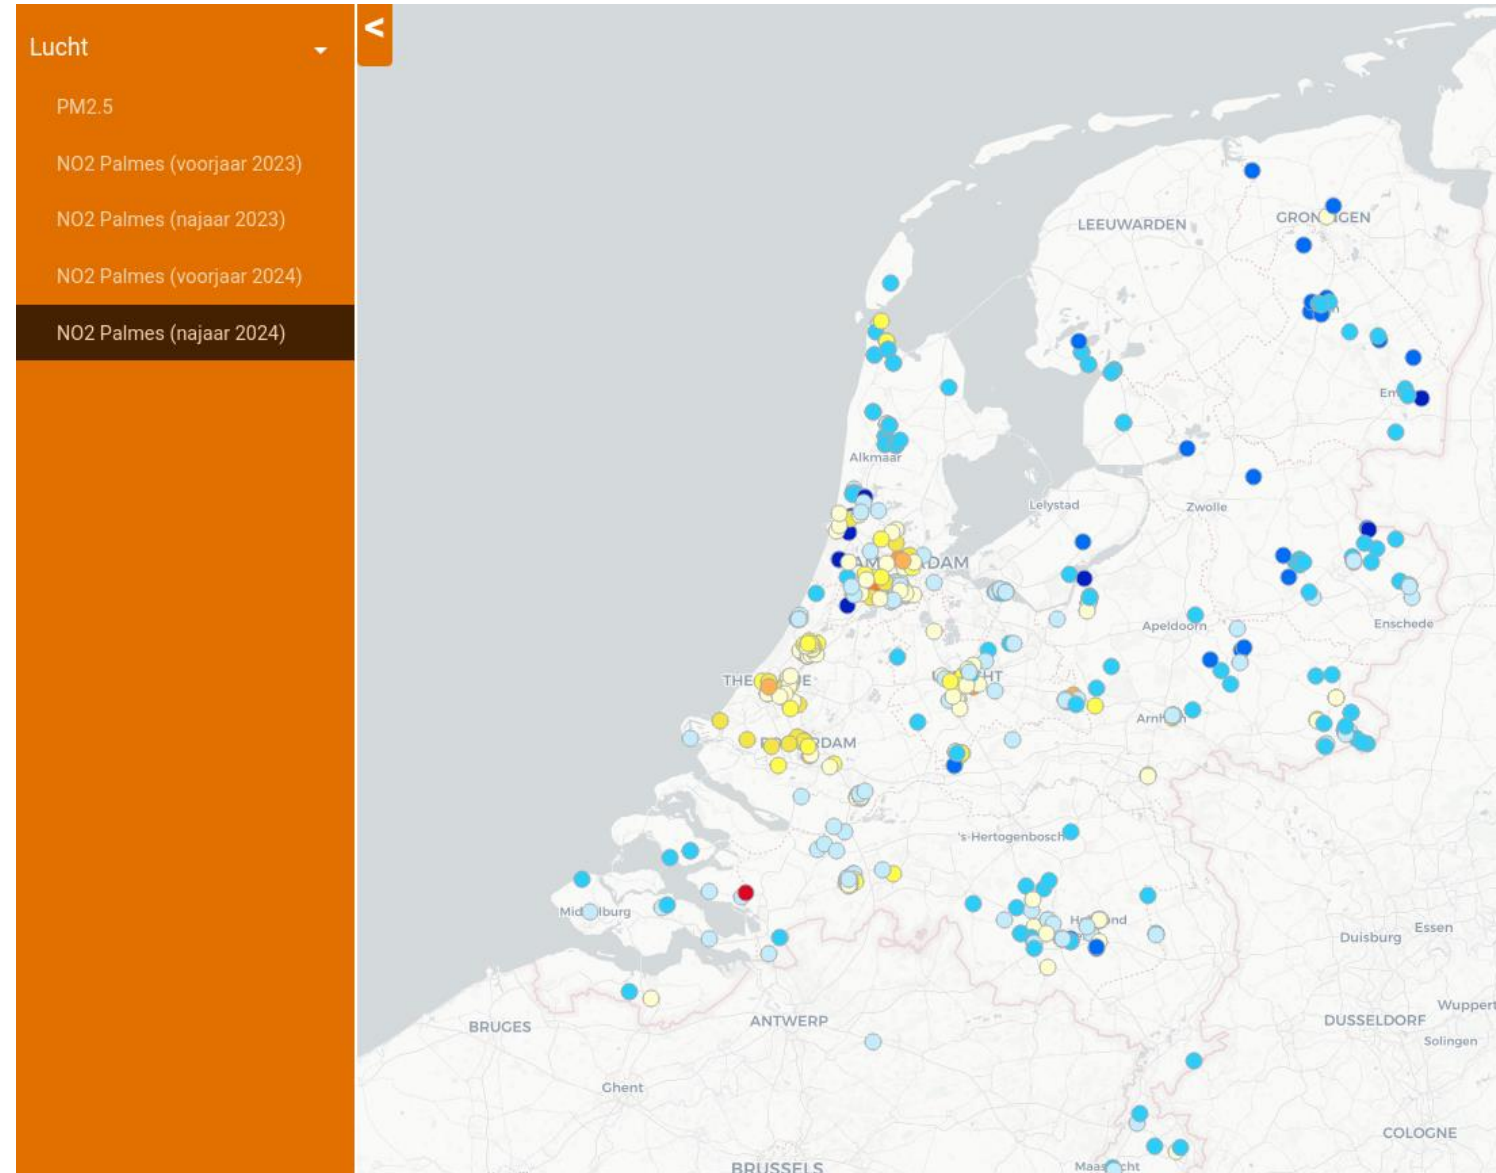 Lucht
<
PM2.5
NO2 Palmes (voorjaar 2023)
NO2 Palmes (najaar 2023)
NO2 Palmes (voorjaar 2024)
NO2 Palmes (najaar 2024)
LEEUWARDEN
Alkmaar
Lelystad
Zwolle
Apeldoorn
Enschede
's-Hertogenbosch
Duisburg
Essen
Wuppert
DUSSELDORF
Solingen
BRUGES
ANTWERP
Ghent
COLOGNE
BRUSSELS